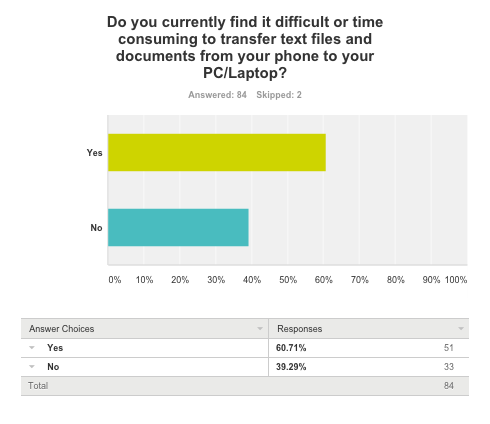 Do you currently find it difficult or time
consuming to transfer text files and
documents from your phone to your
PC/Laptop?
Answered: 84 Skipped: 2
Yes
No
0% 10% 20% 30% 40% 50% 60% 70% 80% 90% 100%
Answer Choices Responses
Yes 60.71% 51
No 39.29% 33
Total 84